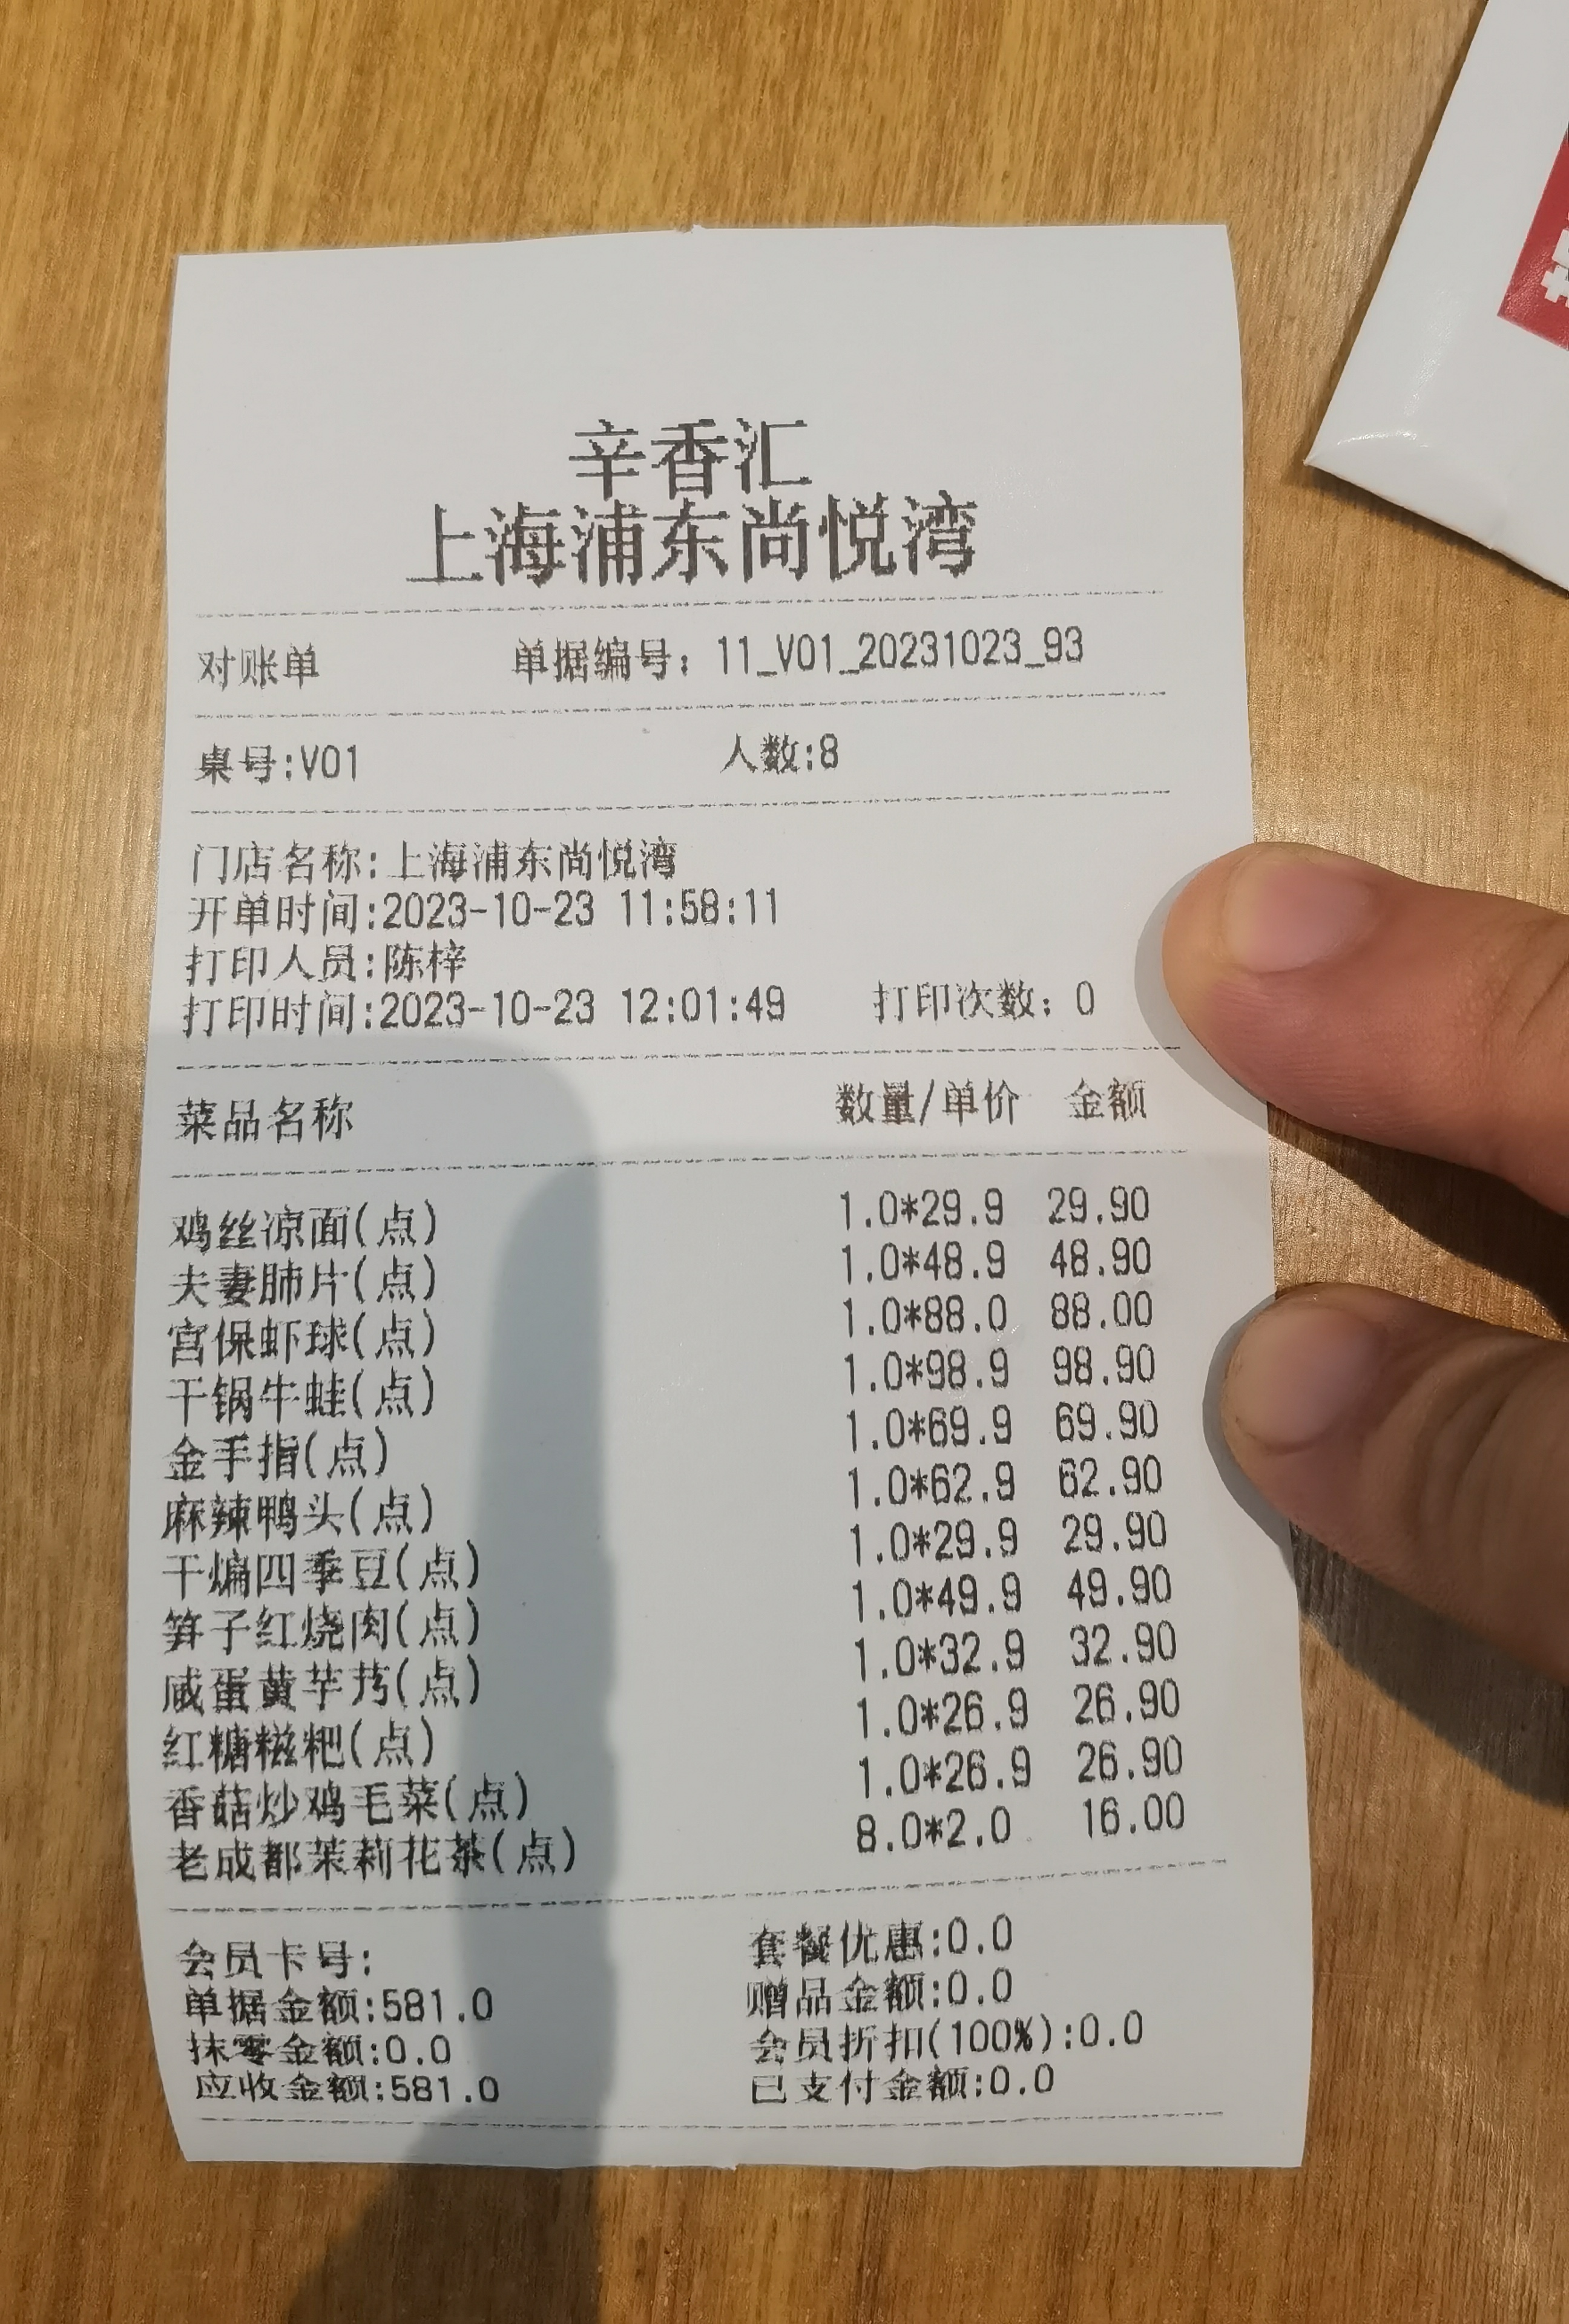 辛香汇
上海浦东尚悦湾
对账单 单据编号：11_V01_20231023_93
桌号:V01 人数:8
门店名称:上海浦东尚悦湾
开单时间:2023-10-23 11:58:11
打印人员:陈梓
打印时间:2023-10-23 12:01:49 打印次数：0
菜品名称 数量/单价 金额
鸡丝凉面(点) 1.0*29.9 29.90
夫妻肺片(点) 1.0*48.9 48.90
宫保虾球(点) 1.0*88.0 88.00
干锅牛蛙(点) 1.0*98.9 98.90
金手指(点) 1.0*69.9 69.90
麻辣鸭头(点) 1.0*62.9 62.90
干煸四季豆(点) 1.0*29.9 29.90
笋子红烧肉(点) 1.0*49.9 49.90
咸蛋黄芋艿(点) 1.0*32.9 32.90
红糖糍粑(点) 1.0*26.9 26.90
香菇炒鸡毛菜(点) 1.0*26.9 26.90
老成都茉莉花茶(点) 8.0*2.0 16.00
会员卡号: 套餐优惠:0.0
单据金额:581.0 赠品金额:0.0
抹零金额:0.0 会员折扣(100%):0.0
应收金额:581.0 已支付金额:0.0